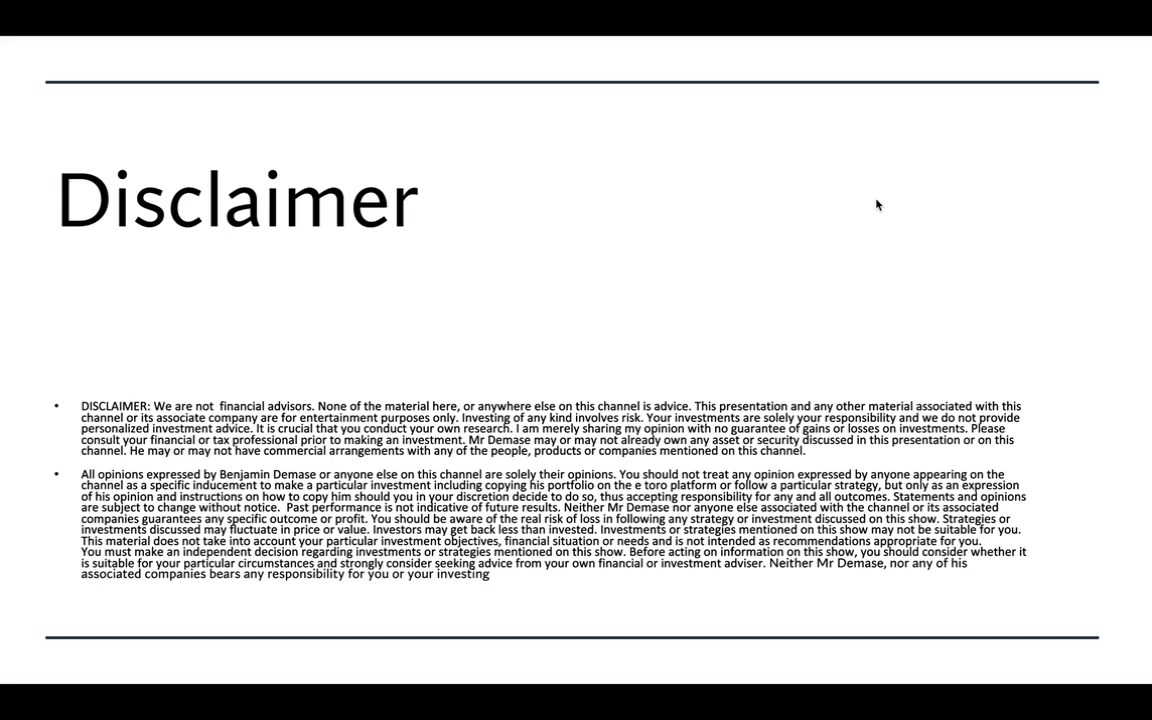 Disclaimer
• DISCLAIMER: We are not  financial advisors. None of the material here, or anywhere else on this channel is advice. This presentation and any other material associated with this
channel or its associate company are for entertainment purposes only. Investing of any kind involves risk. Your investments are solely your responsibility and we do not provide
personalized investment advice. It is crucial that you conduct your own research. I am merely sharing my opinion with no guarantee of gains or losses on investments. Please
consult your financial or tax professional prior to making an investment. Mr Demase may or may not already own any asset or security discussed in this presentation or on this
channel. He may or may not have commercial arrangements with any of the people, products or companies mentioned on this channel.
• All opinions expressed by Benjamin Demase or anyone else on this channel are solely their opinions. You should not treat any opinion expressed by anyone appearing on the
channel as a specific inducement to make a particular investment including copying his portfolio on the e toro platform or follow a particular strategy, but only as an expression
of his opinion and instructions on how to copy him should you in your discretion decide to do so, thus accepting responsibility for any and all outcomes. Statements and opinions
are subject to change without notice.  Past performance is not indicative of future results. Neither Mr Demase nor anyone else associated with the channel or its associated
companies guarantees any specific outcome or profit. You should be aware of the real risk of loss in following any strategy or investment discussed on this show. Strategies or
investments discussed may fluctuate in price or value. Investors may get back less than invested. Investments or strategies mentioned on this show may not be suitable for you.
This material does not take into account your particular investment objectives, financial situation or needs and is not intended as recommendations appropriate for you.
You must make an independent decision regarding investments or strategies mentioned on this show. Before acting on information on this show, you should consider whether it
is suitable for your particular circumstances and strongly consider seeking advice from your own financial or investment adviser. Neither Mr Demase, nor any of his
associated companies bears any responsibility for you or your investing